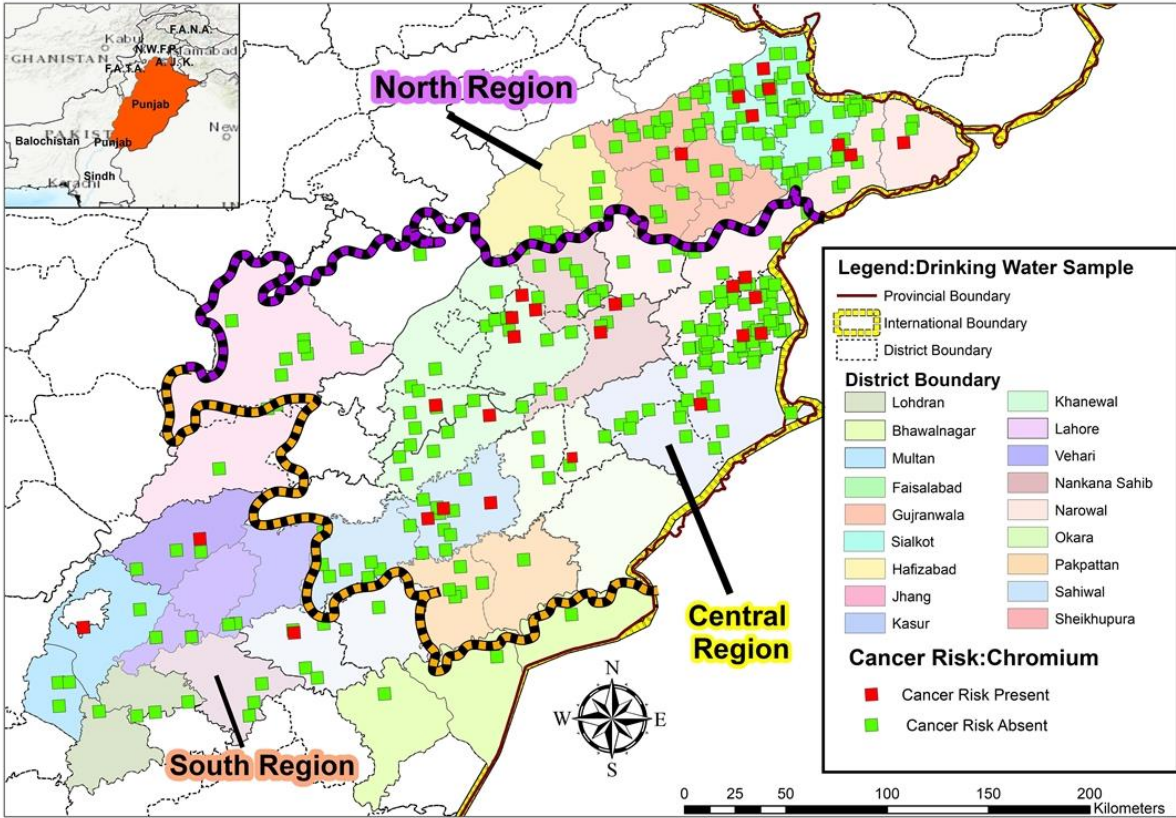 F.A.N.A.
Kabul
N.W.F.P.
Islamabad
GHANISTAN
F.A.T.A.
A. J. K.
Punjab
New
Balochistan
PAKIST
Punjab
Sindh
Karachi
North Region
Central
Region
South Region
N
W
E
S
Legend:Drinking Water Sample
Provincial Boundary
International Boundary
District Boundary
District Boundary
Lohdran
Bhawalnagar
Multan
Faisalabad
Gujranwala
Sialkot
Hafizabad
Jhang
Kasur
Khanewal
Lahore
Vehari
Nankana Sahib
Narowal
Okara
Pakpattan
Sahiwal
Sheikhupura
Cancer Risk:Chromium
Cancer Risk Present
Cancer Risk Absent
0 25 50 100 150 200
Kilometers